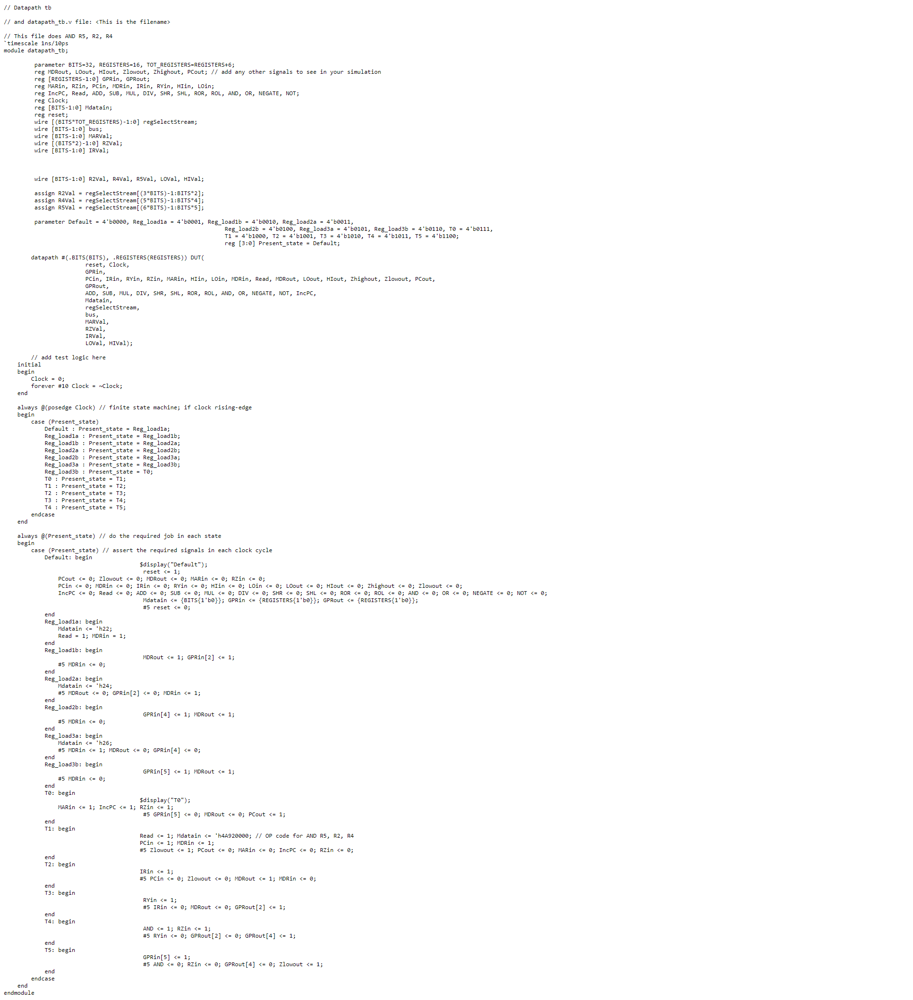 // Datapath tb
// and datapath_tb.v file: <This is the filename>
// This file does AND R5, R2, R4
`timescale 1ns/10ps
module datapath_tb;
parameter BITS=32, REGISTERS=16, TOT_REGISTERS=REGISTERS+6;
reg MDRout, LOout, HIout, Zlowout, Zhighout, PCout; // add any other signals to see in your simulation
reg [REGISTERS-1:0] GPRin, GPRout;
reg MARin, RZin, PCin, MDRin, IRin, RYin, HIin, LOin;
reg IncPC, Read, ADD, SUB, MUL, DIV, SHR, SHL, ROR, ROL, AND, OR, NEGATE, NOT;
reg Clock;
reg [BITS-1:0] Mdatain;
reg reset;
wire [(BITS*TOT_REGISTERS)-1:0] regSelectStream;
wire [BITS-1:0] bus;
wire [BITS-1:0] MARVal;
wire [(BITS*2)-1:0] RZVal;
wire [BITS-1:0] IRVal;
wire [BITS-1:0] R2Val, R4Val, R5Val, LOVal, HIVal;
assign R2Val = regSelectStream[(3*BITS)-1:BITS*2];
assign R4Val = regSelectStream[(5*BITS)-1:BITS*4];
assign R5Val = regSelectStream[(6*BITS)-1:BITS*5];
parameter Default = 4'b0000, Reg_load1a = 4'b0001, Reg_load1b = 4'b0010, Reg_load2a = 4'b0011,
Reg_load2b = 4'b0100, Reg_load3a = 4'b0101, Reg_load3b = 4'b0110, T0 = 4'b0111,
T1 = 4'b1000, T2 = 4'b1001, T3 = 4'b1010, T4 = 4'b1011, T5 = 4'b1100;
reg [3:0] Present_state = Default;
datapath #(.BITS(BITS), .REGISTERS(REGISTERS)) DUT(
reset, Clock,
GPRin,
PCin, IRin, RYin, RZin, MARin, HIin, LOin, MDRin, Read, MDRout, LOout, HIout, Zhighout, Zlowout, PCout,
GPRout,
ADD, SUB, MUL, DIV, SHR, SHL, ROR, ROL, AND, OR, NEGATE, NOT, IncPC,
Mdatain,
regSelectStream,
bus,
MARVal,
RZVal,
IRVal,
LOVal, HIVal);
// add test logic here
initial
begin
Clock = 0;
forever #10 Clock = ~Clock;
end
always @(posedge Clock) // finite state machine; if clock rising-edge
begin
case (Present_state)
Default : Present_state = Reg_load1a;
Reg_load1a : Present_state = Reg_load1b;
Reg_load1b : Present_state = Reg_load2a;
Reg_load2a : Present_state = Reg_load2b;
Reg_load2b : Present_state = Reg_load3a;
Reg_load3a : Present_state = Reg_load3b;
Reg_load3b : Present_state = T0;
T0 : Present_state = T1;
T1 : Present_state = T2;
T2 : Present_state = T3;
T3 : Present_state = T4;
T4 : Present_state = T5;
endcase
end
always @(Present_state) // do the required job in each state
begin
case (Present_state) // assert the required signals in each clock cycle
Default: begin
$display("Default");
reset <= 1;
PCout <= 0; Zlowout <= 0; MDRout <= 0; MARin <= 0; RZin <= 0;
PCin <= 0; MDRin <= 0; IRin <= 0; RYin <= 0; HIin <= 0; LOin <= 0; LOout <= 0; HIout <= 0; Zhighout <= 0; Zlowout <= 0;
IncPC <= 0; Read <= 0; ADD <= 0; SUB <= 0; MUL <= 0; DIV <= 0; SHR <= 0; SHL <= 0; ROR <= 0; ROL <= 0; AND <= 0; OR <= 0; NEGATE <= 0; NOT <= 0;
Mdatain <= {BITS{1'b0}}; GPRin <= {REGISTERS{1'b0}}; GPRout <= {REGISTERS{1'b0}};
#5 reset <= 0;
end
Reg_load1a: begin
Mdatain <= 'h22;
Read = 1; MDRin = 1;
end
Reg_load1b: begin
MDRout <= 1; GPRin[2] <= 1;
#5 MDRin <= 0;
end
Reg_load2a: begin
Mdatain <= 'h24;
#5 MDRout <= 0; GPRin[2] <= 0; MDRin <= 1;
end
Reg_load2b: begin
GPRin[4] <= 1; MDRout <= 1;
#5 MDRin <= 0;
end
Reg_load3a: begin
Mdatain <= 'h26;
#5 MDRin <= 1; MDRout <= 0; GPRin[4] <= 0;
end
Reg_load3b: begin
GPRin[5] <= 1; MDRout <= 1;
#5 MDRin <= 0;
end
T0: begin
$display("T0");
MARin <= 1; IncPC <= 1; RZin <= 1;
#5 GPRin[5] <= 0; MDRout <= 0; PCout <= 1;
end
T1: begin
Read <= 1; Mdatain <= 'h4A920000; // OP code for AND R5, R2, R4
PCin <= 1; MDRin <= 1;
#5 Zlowout <= 1; PCout <= 0; MARin <= 0; IncPC <= 0; RZin <= 0;
end
T2: begin
IRin <= 1;
#5 PCin <= 0; Zlowout <= 0; MDRout <= 1; MDRin <= 0;
end
T3: begin
RYin <= 1;
#5 IRin <= 0; MDRout <= 0; GPRout[2] <= 1;
end
T4: begin
AND <= 1; RZin <= 1;
#5 RYin <= 0; GPRout[2] <= 0; GPRout[4] <= 1;
end
T5: begin
GPRin[5] <= 1;
#5 AND <= 0; RZin <= 0; GPRout[4] <= 0; Zlowout <= 1;
end
endcase
end
endmodule